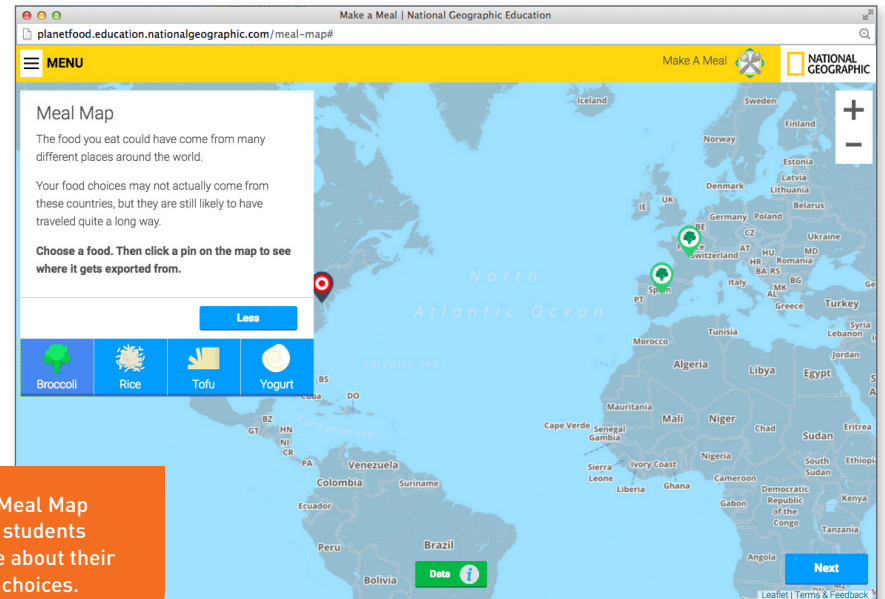 Make a Meal | National Geographic Education
planetfood.education.nationalgeographic.com/meal-map#
MENU
Make A Meal
NATIONAL
GEOGRAPHIC
Meal Map
The food you eat could have come from many
different places around the world.
Your food choices may not actually come from
these countries, but they are still likely to have
traveled quite a long way.
Choose a food. Then click a pin on the map to see
where it gets exported from.
Less
Broccoli
Rice
Tofu
Yogurt
+
−
Iceland
Sweden
Finland
Norway
Estonia
Latvia
Denmark
Lithuania
IE
UK
Belarus
Germany
Poland
BE
CZ
Ukraine
Switzerland
AT
HU
MD
HR
Romania
BA
RS
Italy
BG
MK
AL
PT
Spain
Greece
Turkey
North
Atlantic Ocean
Syria
Tunisia
Lebanon
Morocco
Jordan
Sargasso Sea
Algeria
Libya
Egypt
BS
Cuba
DO
Mauritania
Mali
Niger
BZ
Caribbean Sea
GT
HN
Cape Verde
Senegal
Chad
Eritrea
NI
Gambia
Sudan
CR
PA
Venezuela
Nigeria
Sierra
Leone
Ivory Coast
South
Sudan
Ethiop
Colombia
Suriname
Liberia
Ghana
Cameroon
Ecuador
Gabon
Democratic
Republic
of the
Congo
Kenya
Tanzania
Peru
Brazil
Angola
Bolivia
Data i
Next
Leaflet | Terms & Feedback
Meal Map
students
e about their
choices.